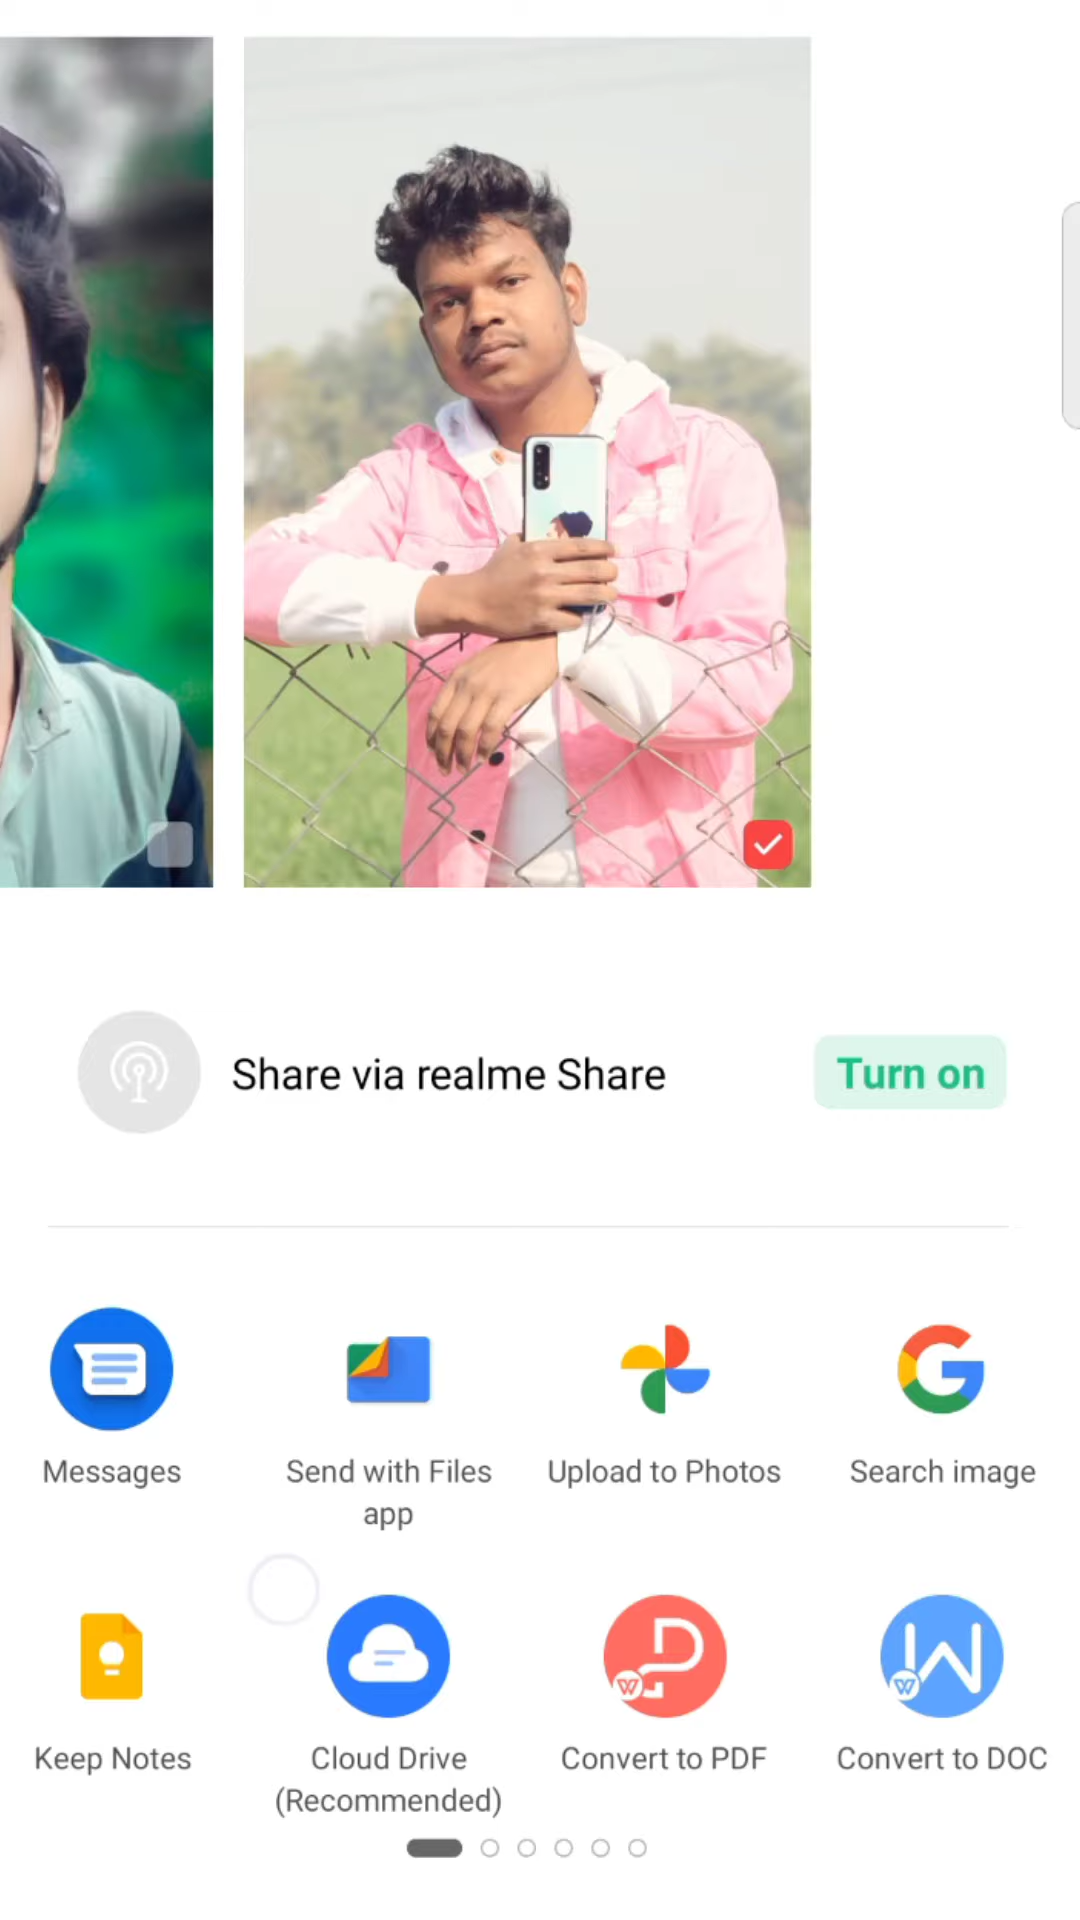 Share via realme Share
Turn on
Messages
Send with Files
app
Upload to Photos
Search image
Keep Notes
Cloud Drive
(Recommended)
Convert to PDF
Convert to DOC